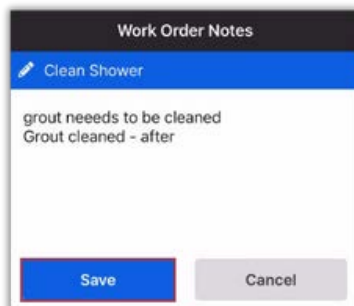 Work Order Notes
Clean Shower
grout neeeds to be cleaned
Grout cleaned - after
Save
Cancel